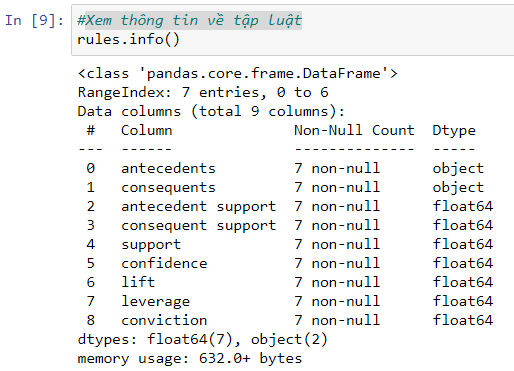 In [9]: #Xem thông tin về tập luật
rules.info()
<class 'pandas.core.frame.DataFrame'>
RangeIndex: 7 entries, 0 to 6
Data columns (total 9 columns):
 #   Column              Non-Null Count  Dtype
---  ------              --------------  -----
 0   antecedents         7 non-null      object
 1   consequents         7 non-null      object
 2   antecedent support  7 non-null      float64
 3   consequent support  7 non-null      float64
 4   support             7 non-null      float64
 5   confidence          7 non-null      float64
 6   lift                7 non-null      float64
 7   leverage            7 non-null      float64
 8   conviction          7 non-null      float64
dtypes: float64(7), object(2)
memory usage: 632.0+ bytes